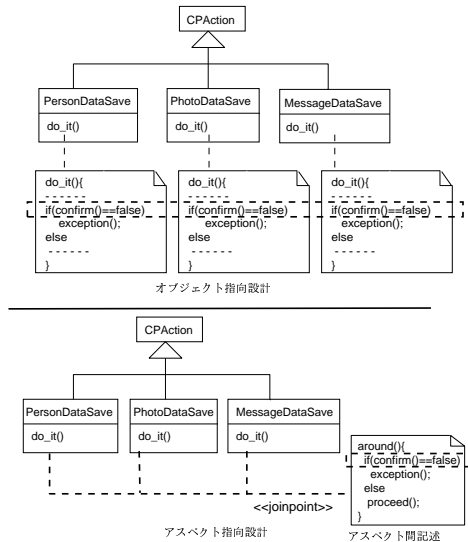 CPAction
PersonDataSave PhotoDataSave MessageDataSave
do_it() do_it() do_it()
do_it(){
- - - - - -
if(confirm()==false)
exception();
else
- - - - - -
}
do_it(){
- - - - - -
if(confirm()==false)
exception();
else
- - - - - -
}
do_it(){
- - - - - -
if(confirm()==false)
exception();
else
- - - - - -
}
オブジェクト指向設計
CPAction
PersonDataSave PhotoDataSave MessageDataSave
do_it() do_it() do_it()
around(){
if(confirm()==false)
exception();
else
proceed();
}
<<joinpoint>>
アスペクト指向設計
アスペクト間記述